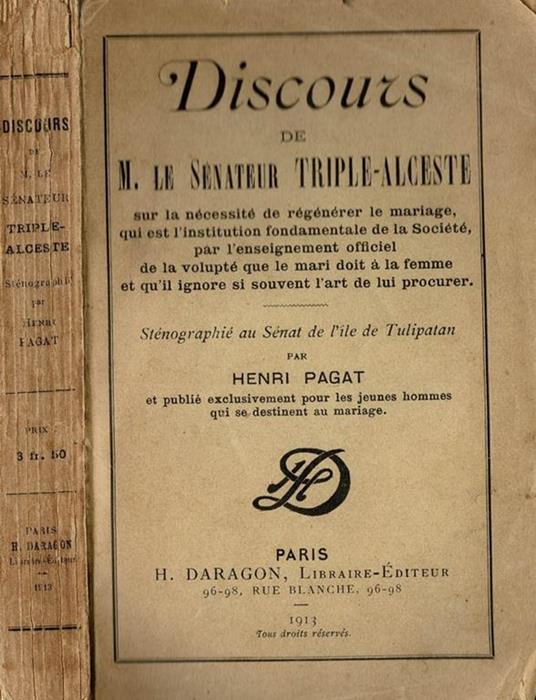 DISCOURS
DE
M. LE
SÉNATEUR
TRIPLE-
ALCESTE
Sténographié
par
HENRI
PAGAT
PRIX :
3 fr. 50
PARIS
H. DARAGON
Libraire-Éditeur
1913
Discours
DE
M. LE SÉNATEUR TRIPLE-ALCESTE
sur la nécessité de régénérer le mariage,
qui est l'institution fondamentale de la Société,
par l'enseignement officiel
de la volupté que le mari doit à la femme
et qu'il ignore si souvent l'art de lui procurer.
Sténographié au Sénat de l'île de Tulipatan
PAR
HENRI PAGAT
et publié exclusivement pour les jeunes hommes
qui se destinent au mariage.
HD
PARIS
H. DARAGON, LIBRAIRE-ÉDITEUR
96-98, RUE BLANCHE, 96-98
1913
Tous droits réservés.